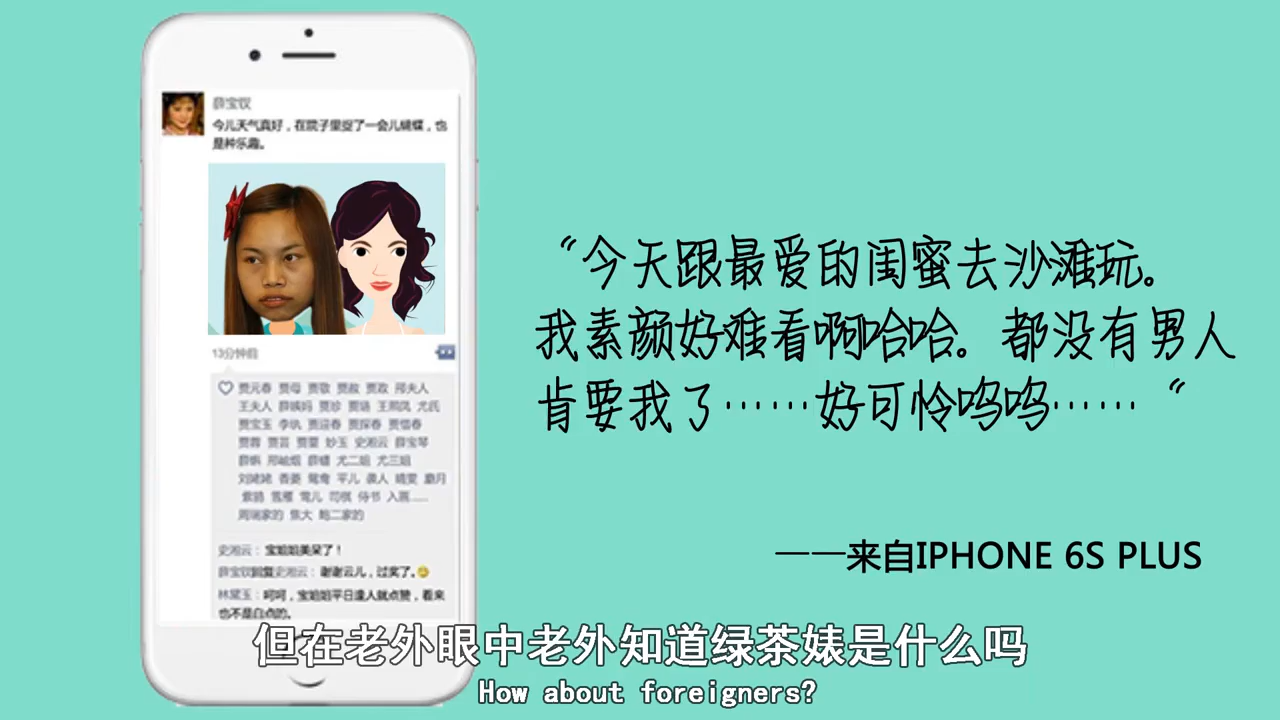 薛宝钗
今儿天气真好，在院子里捉了一会儿蝴蝶，也
是种乐趣。
13分钟前
贾元春 贾母 贾敬 贾赦 贾政 邢夫人
王夫人 薛姨妈 贾珍 贾琏 王熙凤 尤氏
贾宝玉 李纨 贾迎春 贾探春 贾惜春
贾蓉 贾芸 贾蔷 妙玉 史湘云 薛宝琴
薛蝌 邢岫烟 薛蟠 尤二姐 尤三姐
刘姥姥 香菱 鸳鸯 平儿 袭人 晴雯 麝月
紫鹃 雪雁 莺儿 司棋 侍书 入画……
周瑞家的 焦大 鲍二家的
史湘云：宝姐姐美呆了！
薛宝钗回复史湘云：谢谢云儿，过奖了。
林黛玉：呵呵，宝姐姐平日逢人就点赞，看来
也不是白点的。
“今天跟最爱的闺蜜去沙滩玩。
我素颜好难看啊哈哈。都没有男人
肯要我了……好可怜呜呜……“
——来自IPHONE 6S PLUS
但在老外眼中老外知道绿茶婊是什么吗
How about foreigners?